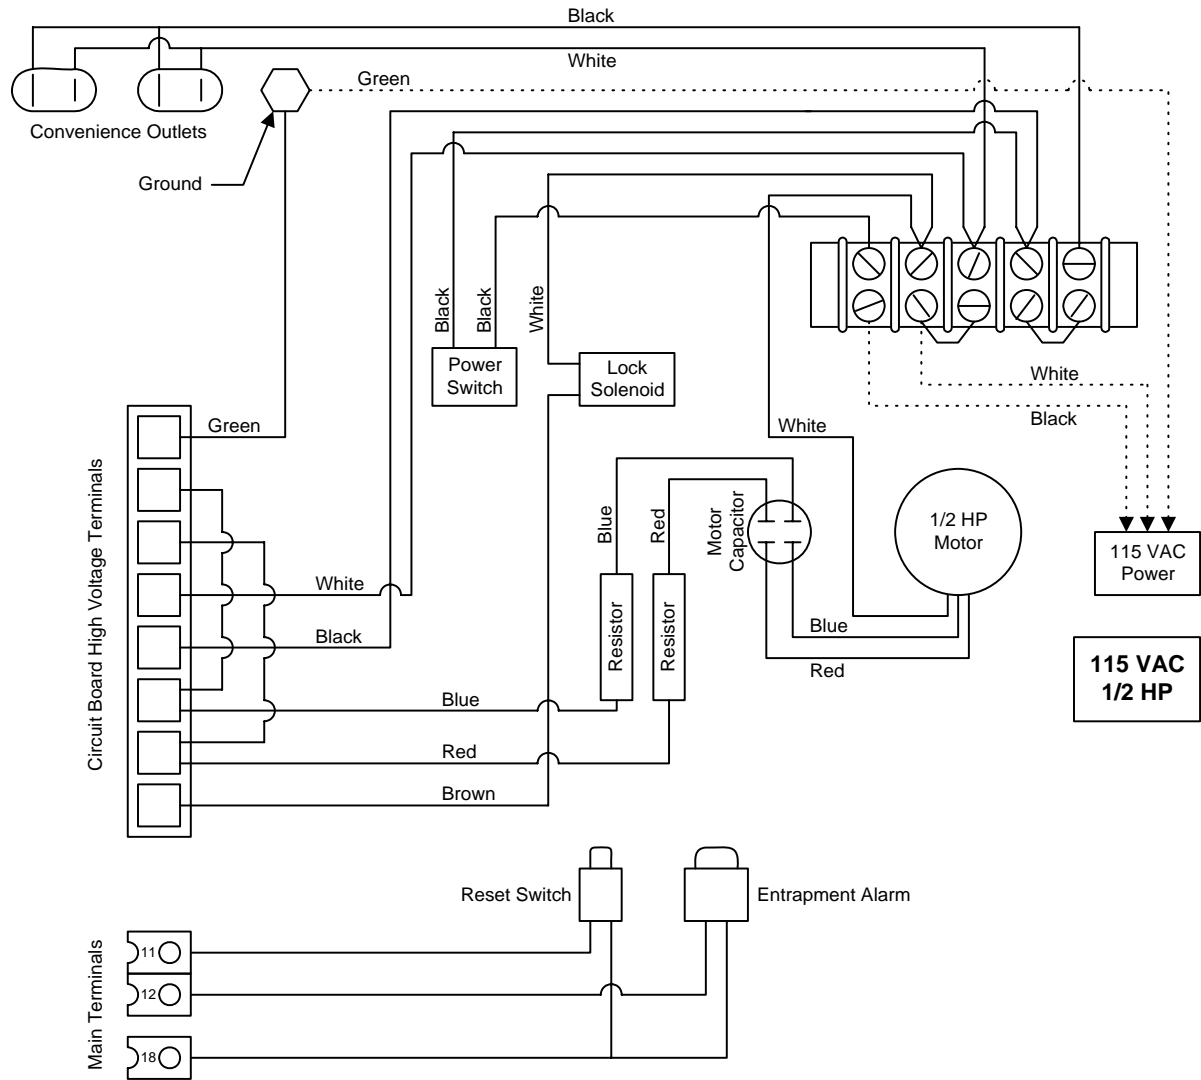 Black
White
Green
Convenience Outlets
Ground
Black
Black
White
Power
Switch
Lock
Solenoid
White
Black
Green
White
Circuit Board High Voltage Terminals
Blue
Red
Motor
Capacitor
1/2 HP
Motor
115 VAC
Power
White
Black
Resistor
Resistor
Blue
Red
115 VAC
1/2 HP
Blue
Red
Brown
Reset Switch
Entrapment Alarm
Main Terminals
11
12
18